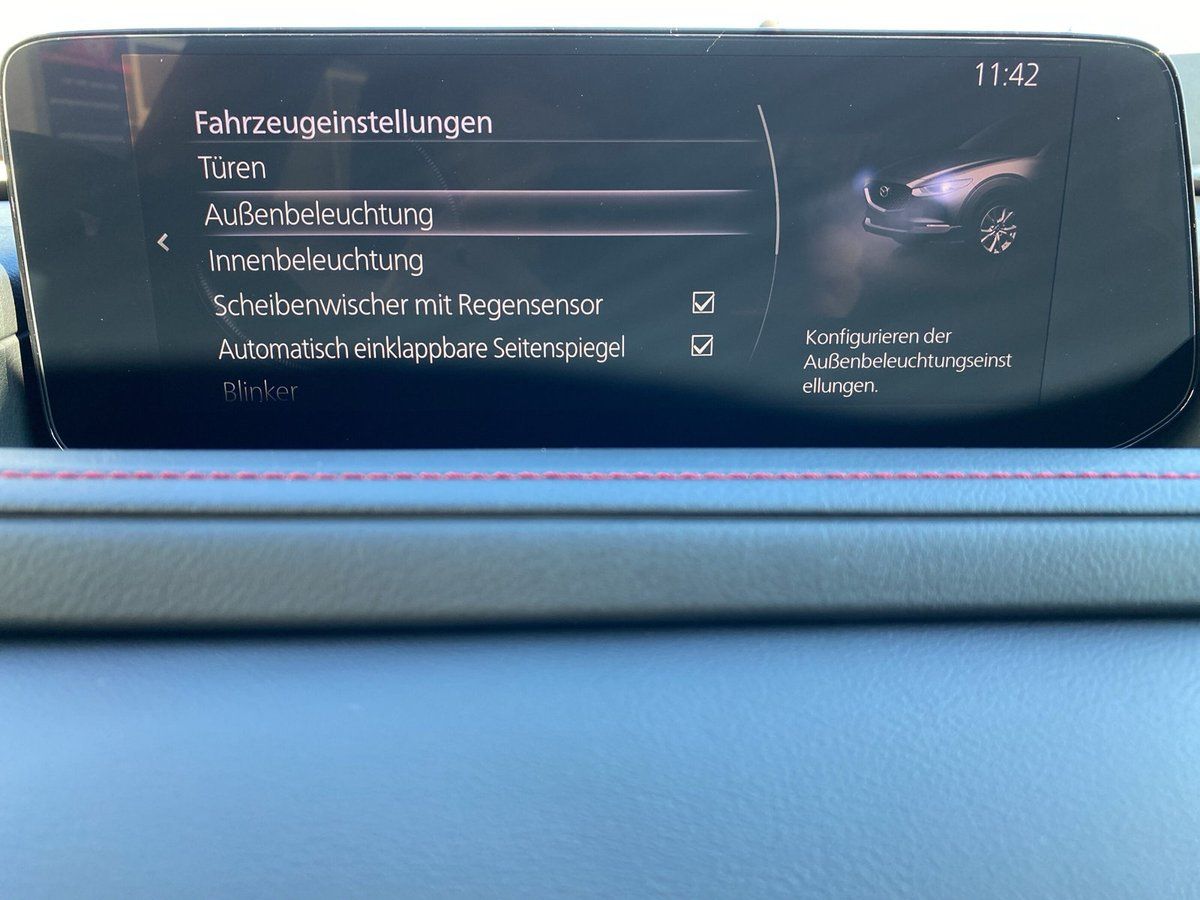 11:42
Fahrzeugeinstellungen
Türen
Außenbeleuchtung
Innenbeleuchtung
Scheibenwischer mit Regensensor
Automatisch einklappbare Seitenspiegel
Blinker
Konfigurieren der
Außenbeleuchtungseinst
ellungen.